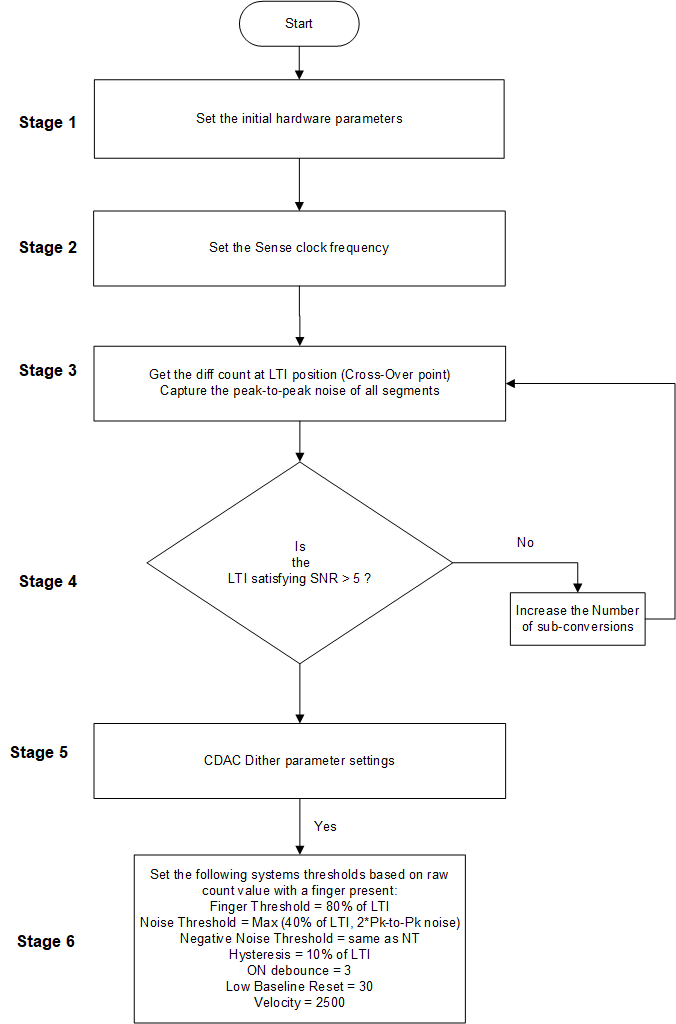 Start
Stage 1
Set the initial hardware parameters
Stage 2
Set the Sense clock frequency
Stage 3
Get the diff count at LTI position (Cross-Over point)
Capture the peak-to-peak noise of all segments
Stage 4
Is
the
LTI satisfying SNR > 5 ?
No
Increase the Number
of sub-conversions
Stage 5
CDAC Dither parameter settings
Yes
Stage 6
Set the following systems thresholds based on raw
count value with a finger present:
Finger Threshold = 80% of LTI
Noise Threshold = Max (40% of LTI, 2*Pk-to-Pk noise)
Negative Noise Threshold = same as NT
Hysteresis = 10% of LTI
ON debounce = 3
Low Baseline Reset = 30
Velocity = 2500